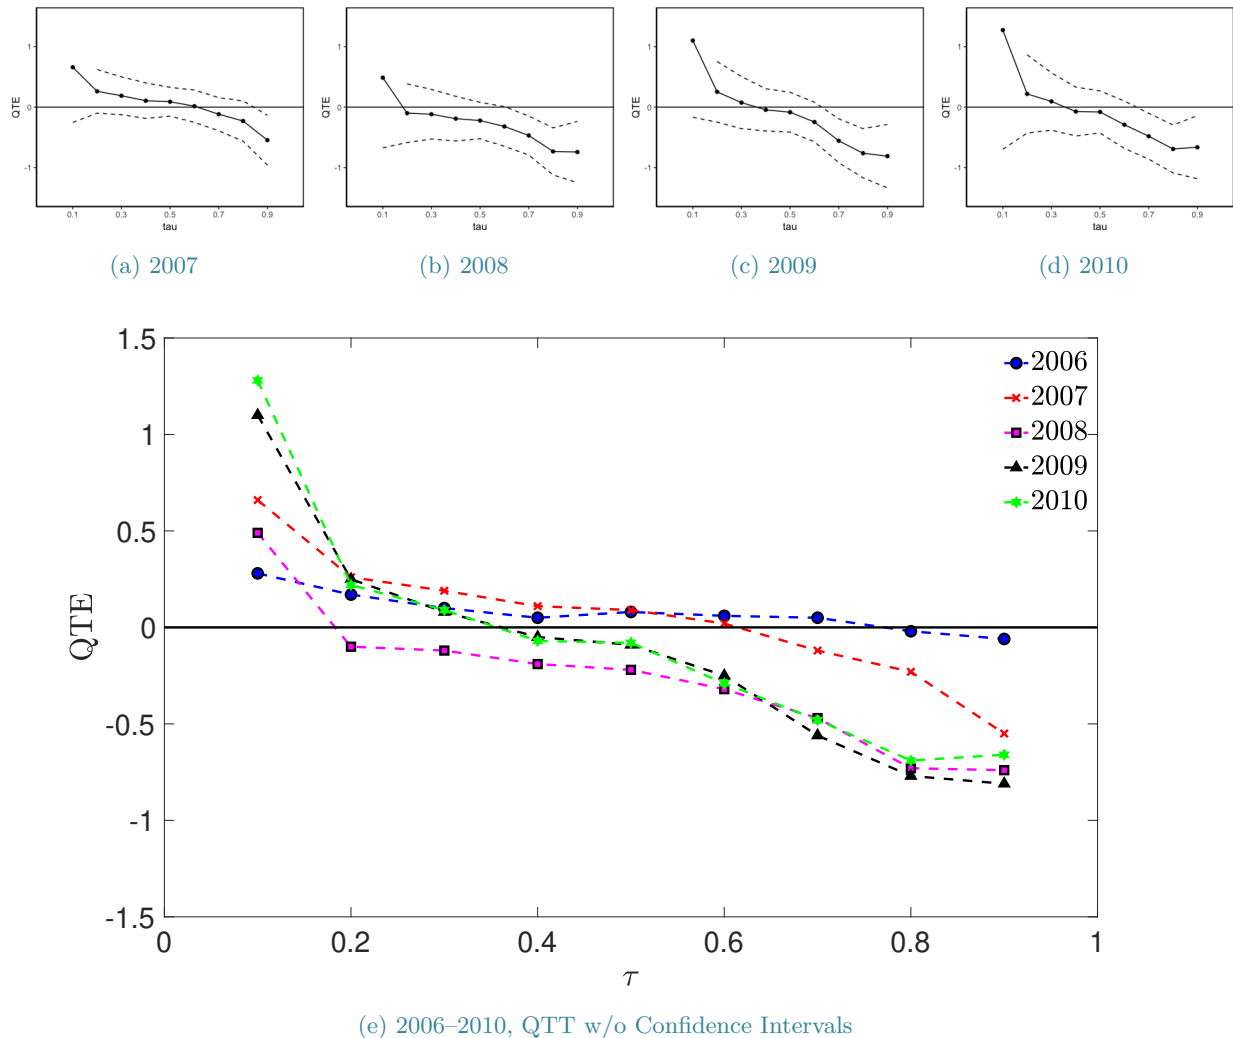 1
0
-1
QTE
0.1 0.3 0.5 0.7 0.9
tau
(a) 2007
1
0
-1
QTE
0.1 0.3 0.5 0.7 0.9
tau
(b) 2008
1
0
-1
QTE
0.1 0.3 0.5 0.7 0.9
tau
(c) 2009
1
0
-1
QTE
0.1 0.3 0.5 0.7 0.9
tau
(d) 2010
1.5
1
0.5
0
-0.5
-1
-1.5
QTE
2006
2007
2008
2009
2010
0 0.2 0.4 0.6 0.8 1
τ
(e) 2006–2010, QTT w/o Confidence Intervals